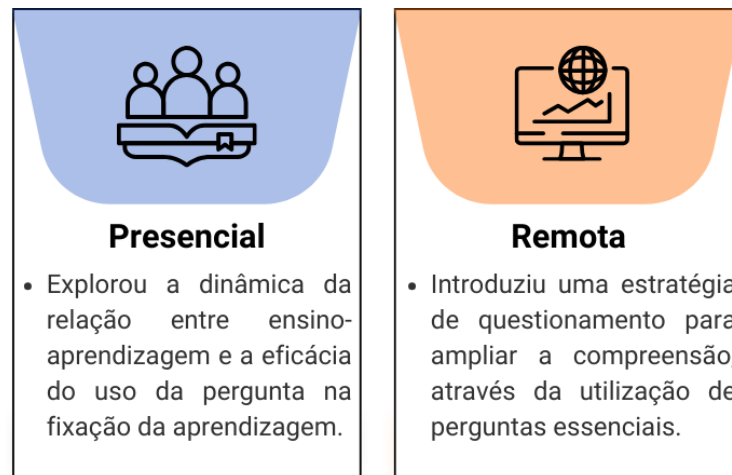 Presencial
• Explorou a dinâmica da
relação entre ensino-
aprendizagem e a eficácia
do uso da pergunta na
fixação da aprendizagem.
Remota
• Introduziu uma estratégia
de questionamento para
ampliar a compreensão,
através da utilização de
perguntas essenciais.